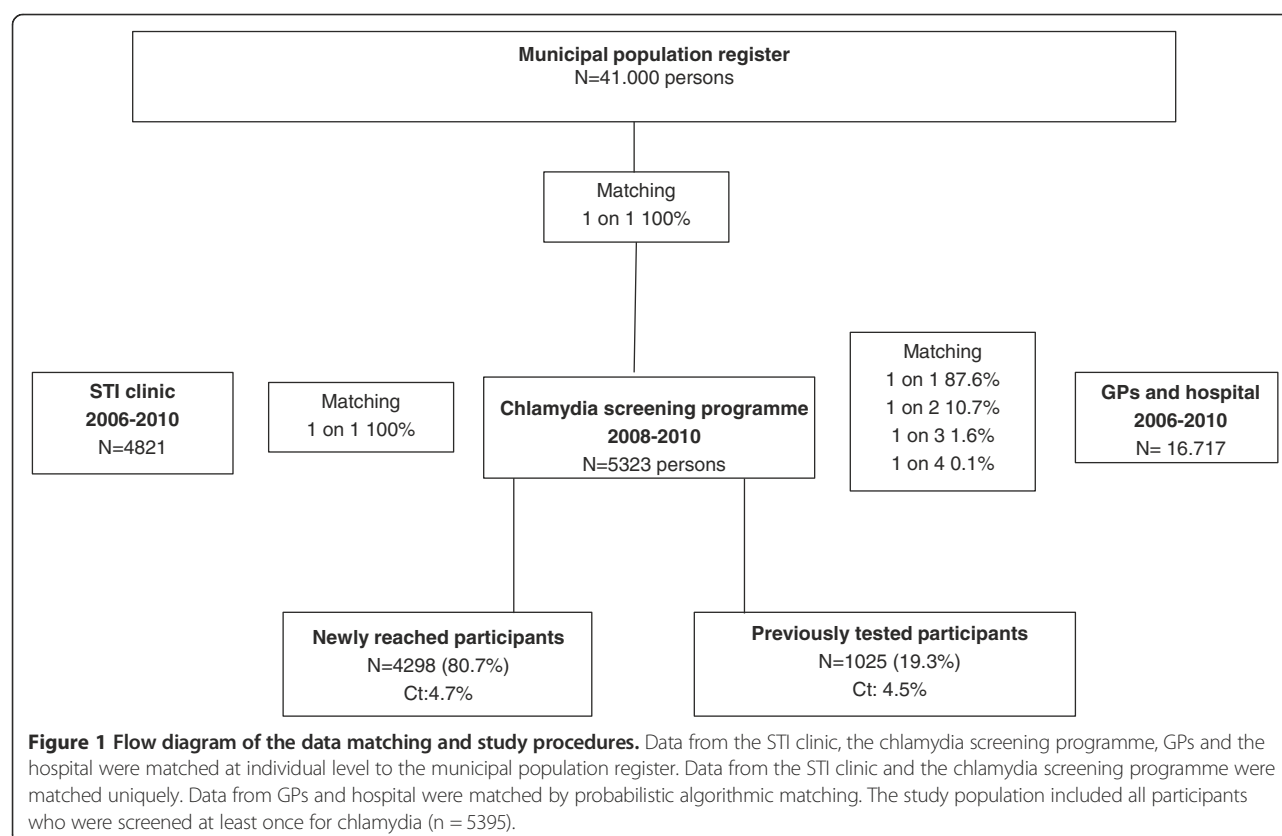 Municipal population register
N=41.000 persons
Matching
1 on 1 100%
STI clinic
2006-2010
N=4821
Matching
1 on 1 100%
Chlamydia screening programme
2008-2010
N=5323 persons
Matching
1 on 1 87.6%
1 on 2 10.7%
1 on 3 1.6%
1 on 4 0.1%
GPs and hospital
2006-2010
N= 16.717
Newly reached participants
N=4298 (80.7%)
Ct:4.7%
Previously tested participants
N=1025 (19.3%)
Ct: 4.5%
Figure 1 Flow diagram of the data matching and study procedures. Data from the STI clinic, the chlamydia screening programme, GPs and the
hospital were matched at individual level to the municipal population register. Data from the STI clinic and the chlamydia screening programme were
matched uniquely. Data from GPs and hospital were matched by probabilistic algorithmic matching. The study population included all participants
who were screened at least once for chlamydia (n = 5395).